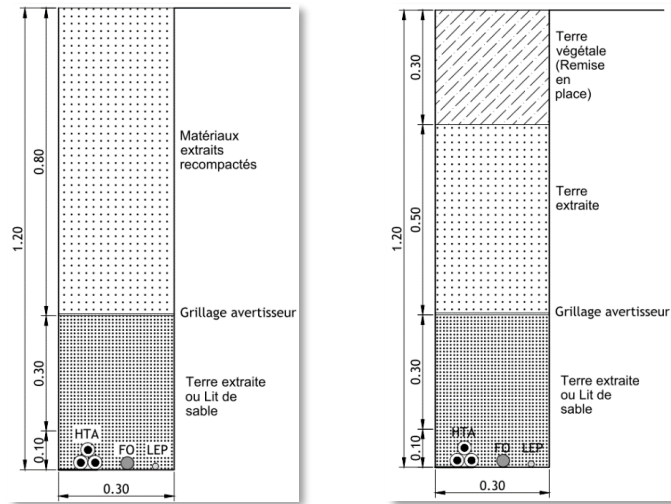 1.20
0.80
0.30
0.10
Matériaux
extraits
recompactés
Grillage avertisseur
Terre extraite
ou Lit de
sable
HTA
FO
LEP
0.30
1.20
0.30
0.50
0.30
0.10
Terre
végétale
(Remise
en
place)
Terre
extraite
Grillage avertisseur
Terre extraite
ou Lit de
sable
HTA
FO
LEP
0.30